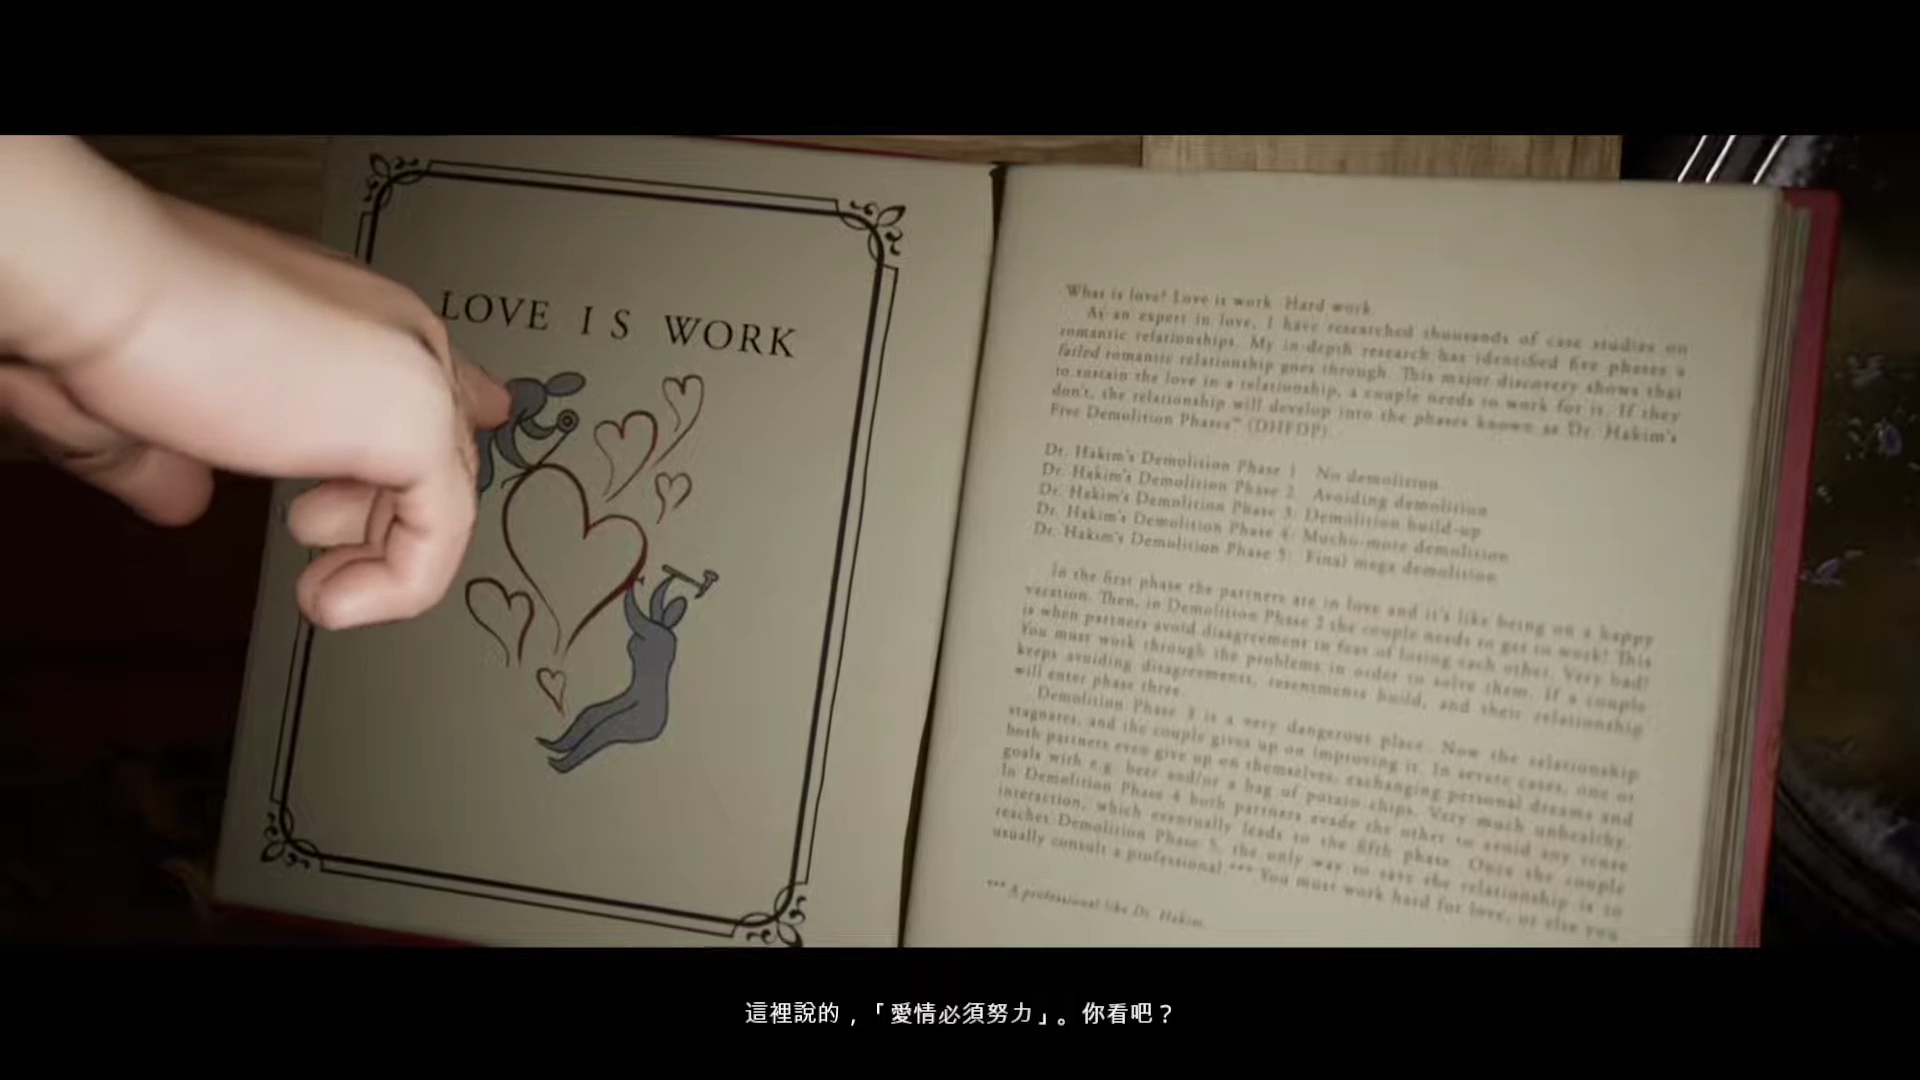 LOVE IS WORK
What is love? Love is work. Hard work.
As an expert in love, I have researched thousands of case studies on
romantic relationships. My in-depth research has identified five phases a
failed romantic relationship goes through. This major discovery shows that
to sustain the love in a relationship, a couple needs to work for it. If they
don't, the relationship will develop into the phases known as Dr. Hakim's
Five Demolition Phases™ (DHFDP).
Dr. Hakim's Demolition Phase 1: No demolition
Dr. Hakim's Demolition Phase 2: Avoiding demolition
Dr. Hakim's Demolition Phase 3: Demolition build-up
Dr. Hakim's Demolition Phase 4: Mucho-more demolition
Dr. Hakim's Demolition Phase 5: Final mega demolition
In the first phase the partners are in love and it's like being on a happy
vacation. Then, in Demolition Phase 2 the couple needs to get to work! This
is when partners avoid disagreement in fear of losing each other. Very bad!
You must work through the problems in order to solve them. If a couple
keeps avoiding disagreements, resentments build, and their relationship
will enter phase three.
Demolition Phase 3 is a very dangerous place. Now the relationship
stagnates, and the couple gives up on improving it. In severe cases, one or
both partners even give up on themselves, exchanging personal dreams and
goals with e.g. beer and/or a bag of potato chips. Very much unhealthy.
In Demolition Phase 4 both partners evade the other to avoid any tense
interaction, which eventually leads to the fifth phase. Once the couple
reaches Demolition Phase 5, the only way to save the relationship is to
usually consult a professional.*** You must work hard for love, or else you
*** A professional like Dr. Hakim.
這裡說的，「愛情必須努力」。你看吧？